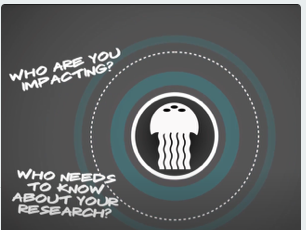 WHO ARE YOU
IMPACTING?
WHO NEEDS
TO KNOW
ABOUT YOUR
RESEARCH?